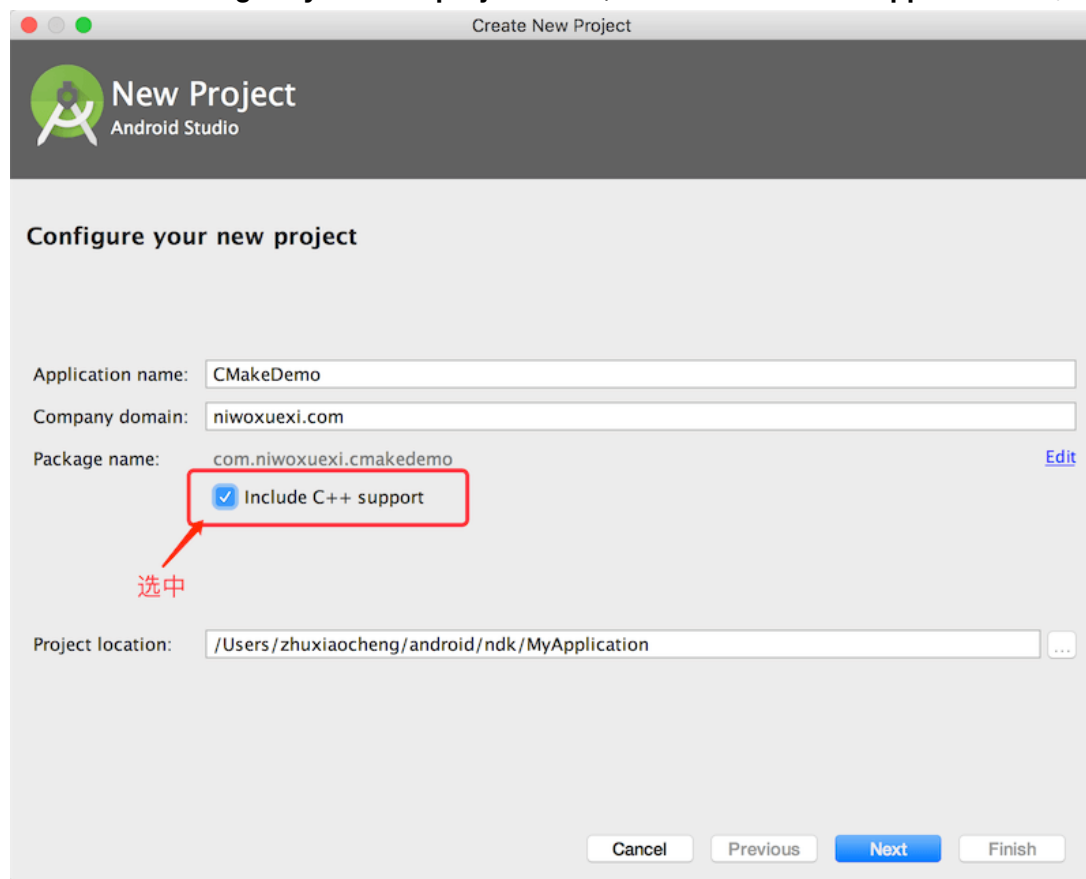 Create New Project
New Project
Android Studio
Configure your new project
Application name: CMakeDemo
Company domain: niwoxuexi.com
Package name: com.niwoxuexi.cmakedemo Edit
Include C++ support
选中
Project location: /Users/zhuxiaocheng/android/ndk/MyApplication ...
Cancel Previous Next Finish